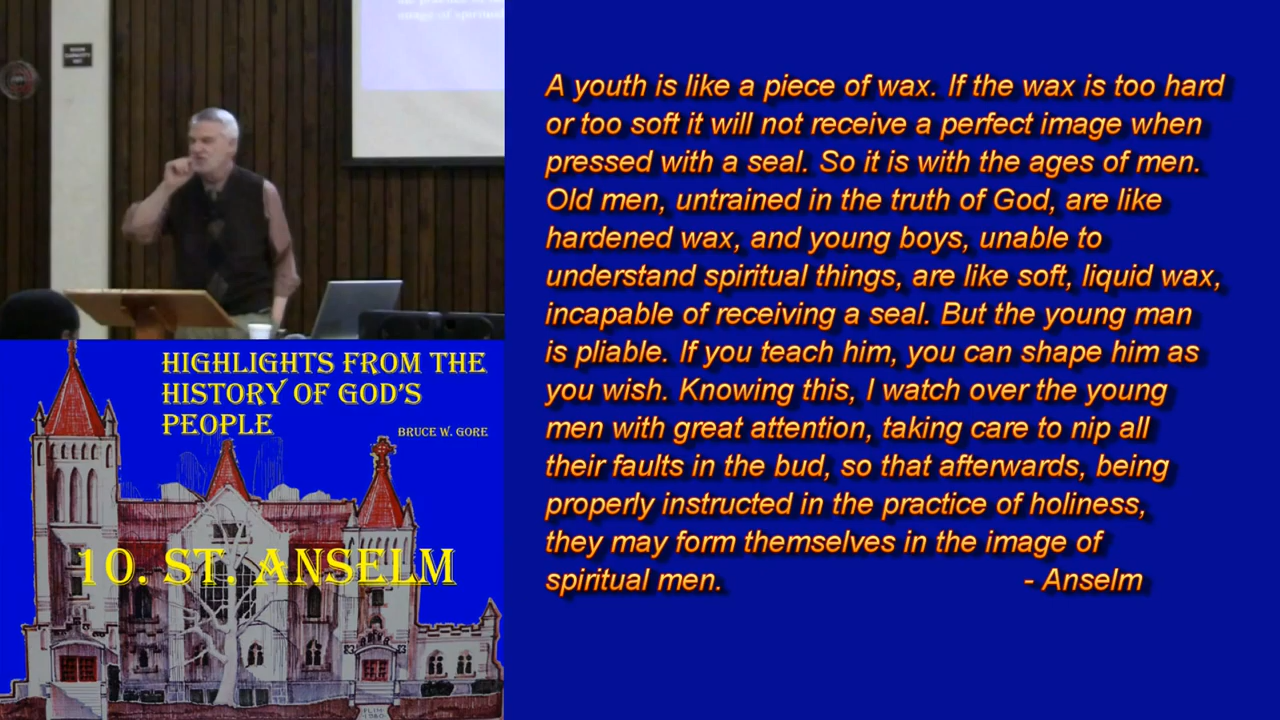 HIGHLIGHTS FROM THE
HISTORY OF GOD'S
PEOPLE
BRUCE W. GORE
10. ST. ANSELM
A youth is like a piece of wax. If the wax is too hard
or too soft it will not receive a perfect image when
pressed with a seal. So it is with the ages of men.
Old men, untrained in the truth of God, are like
hardened wax, and young boys, unable to
understand spiritual things, are like soft, liquid wax,
incapable of receiving a seal. But the young man
is pliable. If you teach him, you can shape him as
you wish. Knowing this, I watch over the young
men with great attention, taking care to nip all
their faults in the bud, so that afterwards, being
properly instructed in the practice of holiness,
they may form themselves in the image of
spiritual men. - Anselm